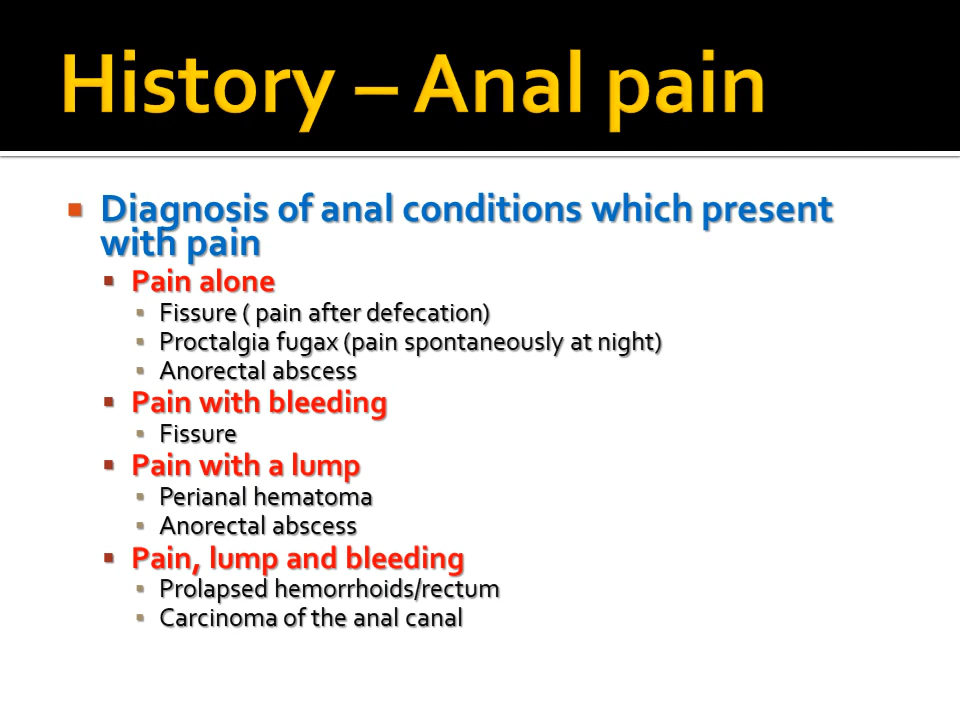 History – Anal pain
Diagnosis of anal conditions which present
with pain
Pain alone
Fissure ( pain after defecation)
Proctalgia fugax (pain spontaneously at night)
Anorectal abscess
Pain with bleeding
Fissure
Pain with a lump
Perianal hematoma
Anorectal abscess
Pain, lump and bleeding
Prolapsed hemorrhoids/rectum
Carcinoma of the anal canal